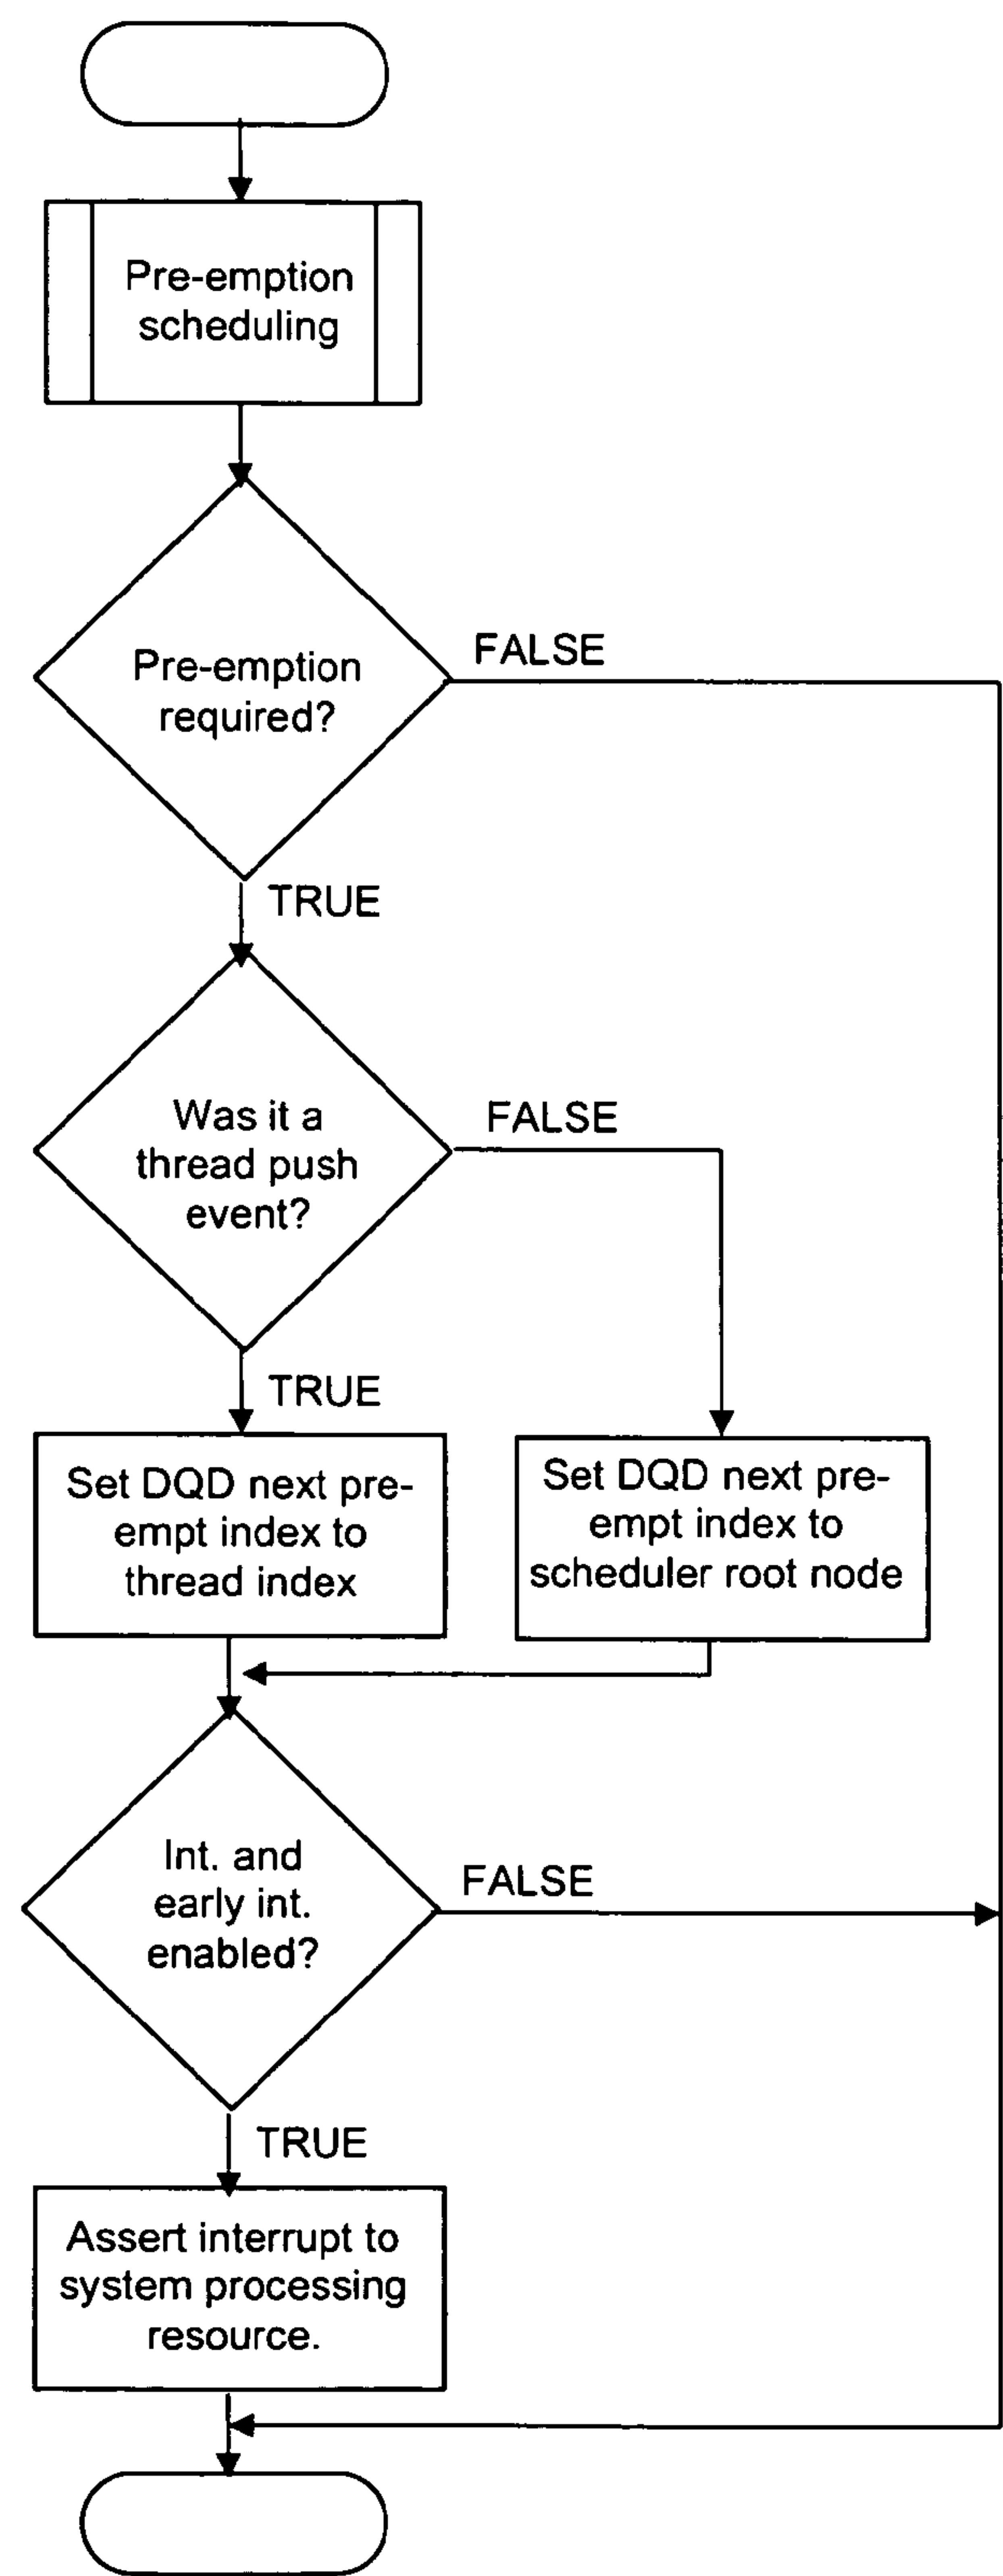 Pre-emption
scheduling
Pre-emption
required?
FALSE
TRUE
Was it a
thread push
event?
FALSE
TRUE
Set DQD next pre-
empt index to
thread index
Set DQD next pre-
empt index to
scheduler root node
Int. and
early int.
enabled?
FALSE
TRUE
Assert interrupt to
system processing
resource.